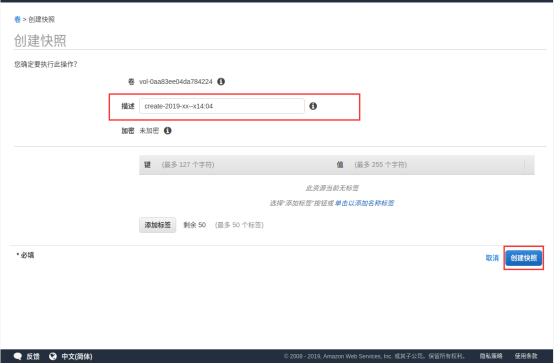 卷 > 创建快照
创建快照
您确定要执行此操作?
卷 vol-0aa83ee04da784224
描述 create-2019-xx--x14:04
加密 未加密
键 (最多 127 个字符) 值 (最多 255 个字符)
此资源当前无标签
选择“添加标签”按钮或 单击以添加名称标签
添加标签 剩余 50 (最多 50 个标签)
* 必填 取消 创建快照
反馈 中文(简体) © 2008 - 2019, Amazon Web Services, Inc. 或其子公司。保留所有权利。 隐私策略 使用条款